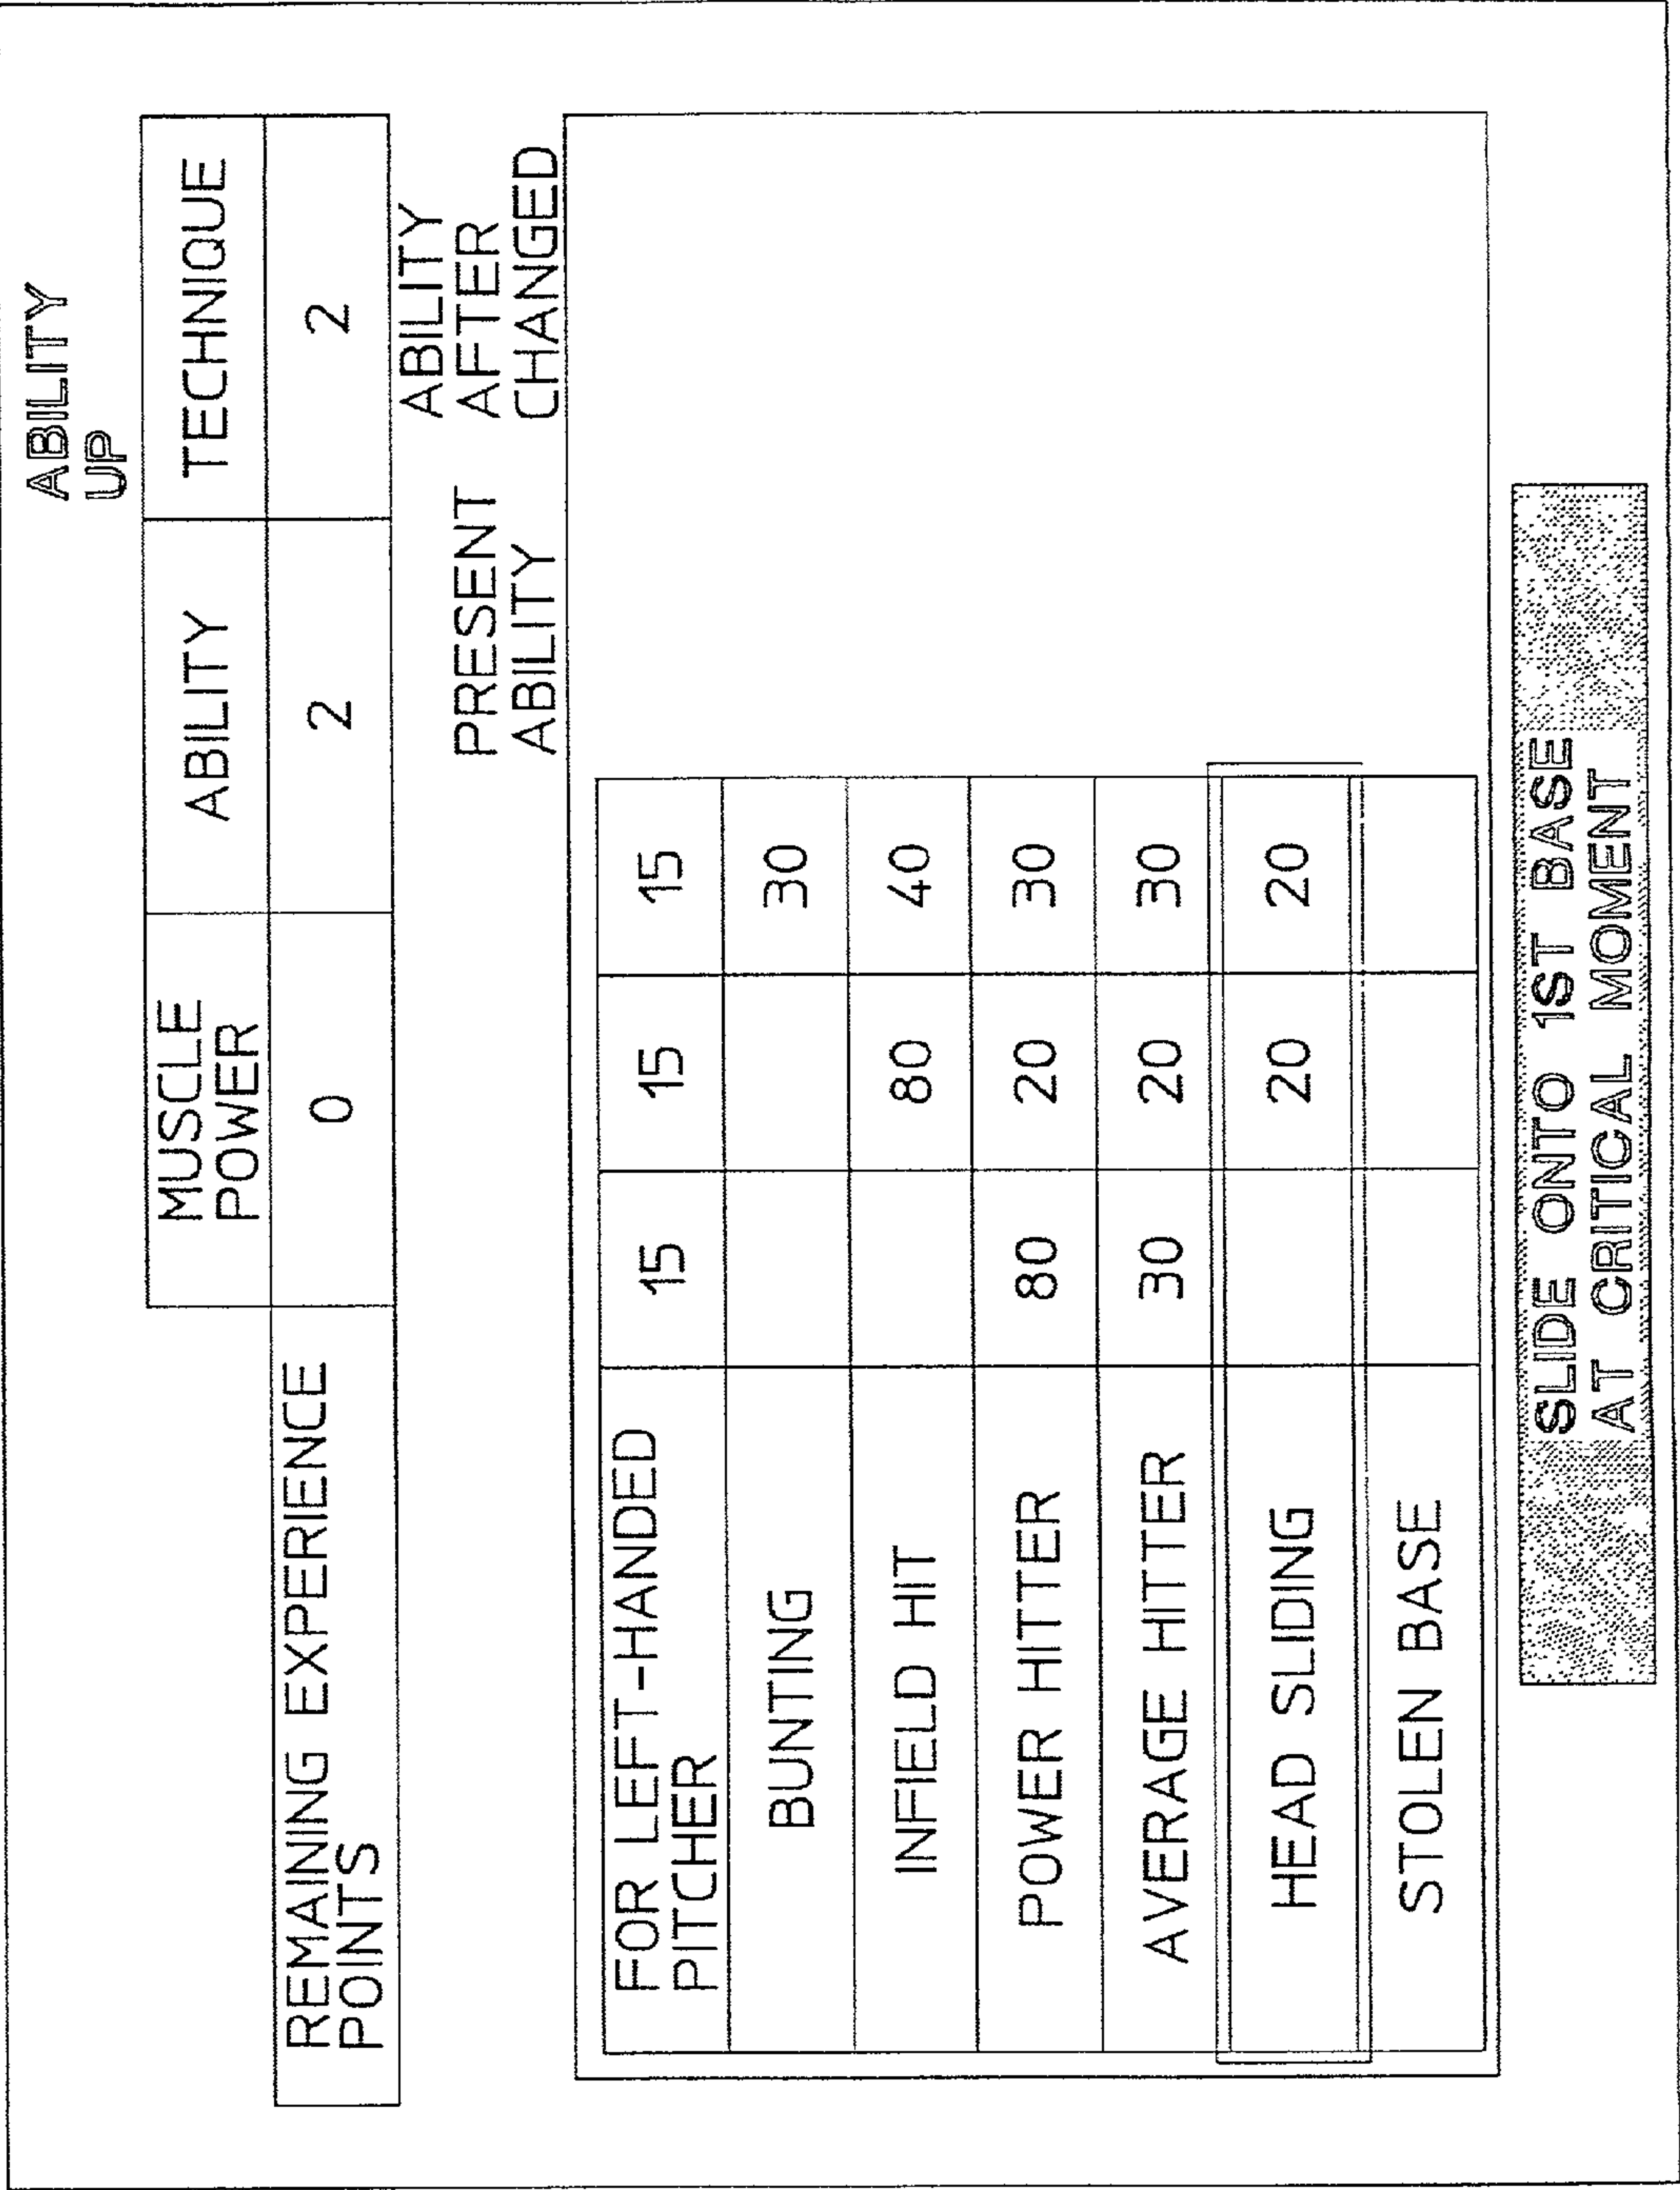 ABILITY
UP
MUSCLE
POWER
ABILITY
TECHNIQUE
REMAINING EXPERIENCE
POINTS
0
2
2
PRESENT
ABILITY
ABILITY
AFTER
CHANGED
FOR LEFT-HANDED
PITCHER
15
15
15
BUNTING
30
INFIELD HIT
80
40
POWER HITTER
80
20
30
AVERAGE HITTER
30
20
30
HEAD SLIDING
20
20
STOLEN BASE
SLIDE ONTO 1ST BASE
AT CRITICAL MOMENT